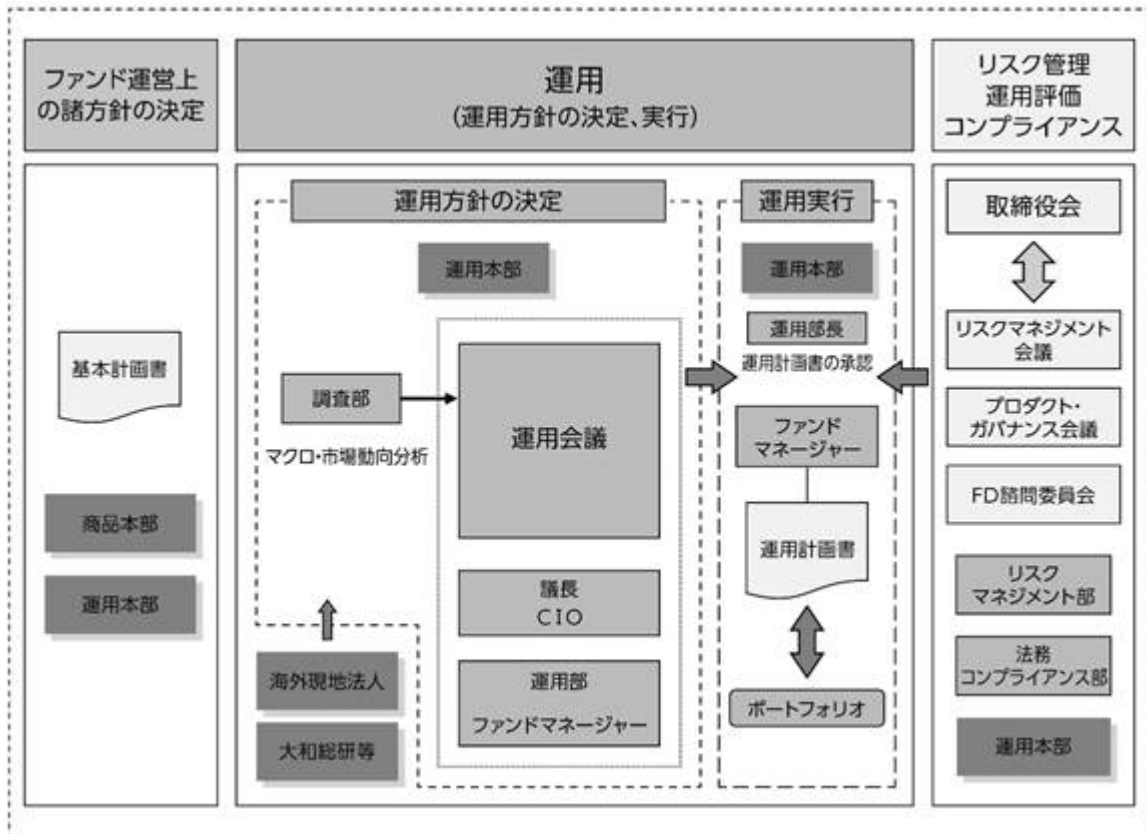 ファンド運営上
の諸方針の決定
基本計画書
商品本部
運用本部
運用
(運用方針の決定、実行)
運用方針の決定
運用本部
調査部
マクロ・市場動向分析
運用会議
議長
CIO
運用部
ファンドマネージャー
海外現地法人
大和総研等
運用実行
運用本部
運用部長
運用計画書の承認
ファンド
マネージャー
運用計画書
ポートフォリオ
リスク管理
運用評価
コンプライアンス
取締役会
リスクマネジメント
会議
プロダクト・
ガバナンス会議
FD諮問委員会
リスク
マネジメント部
法務
コンプライアンス部
運用本部